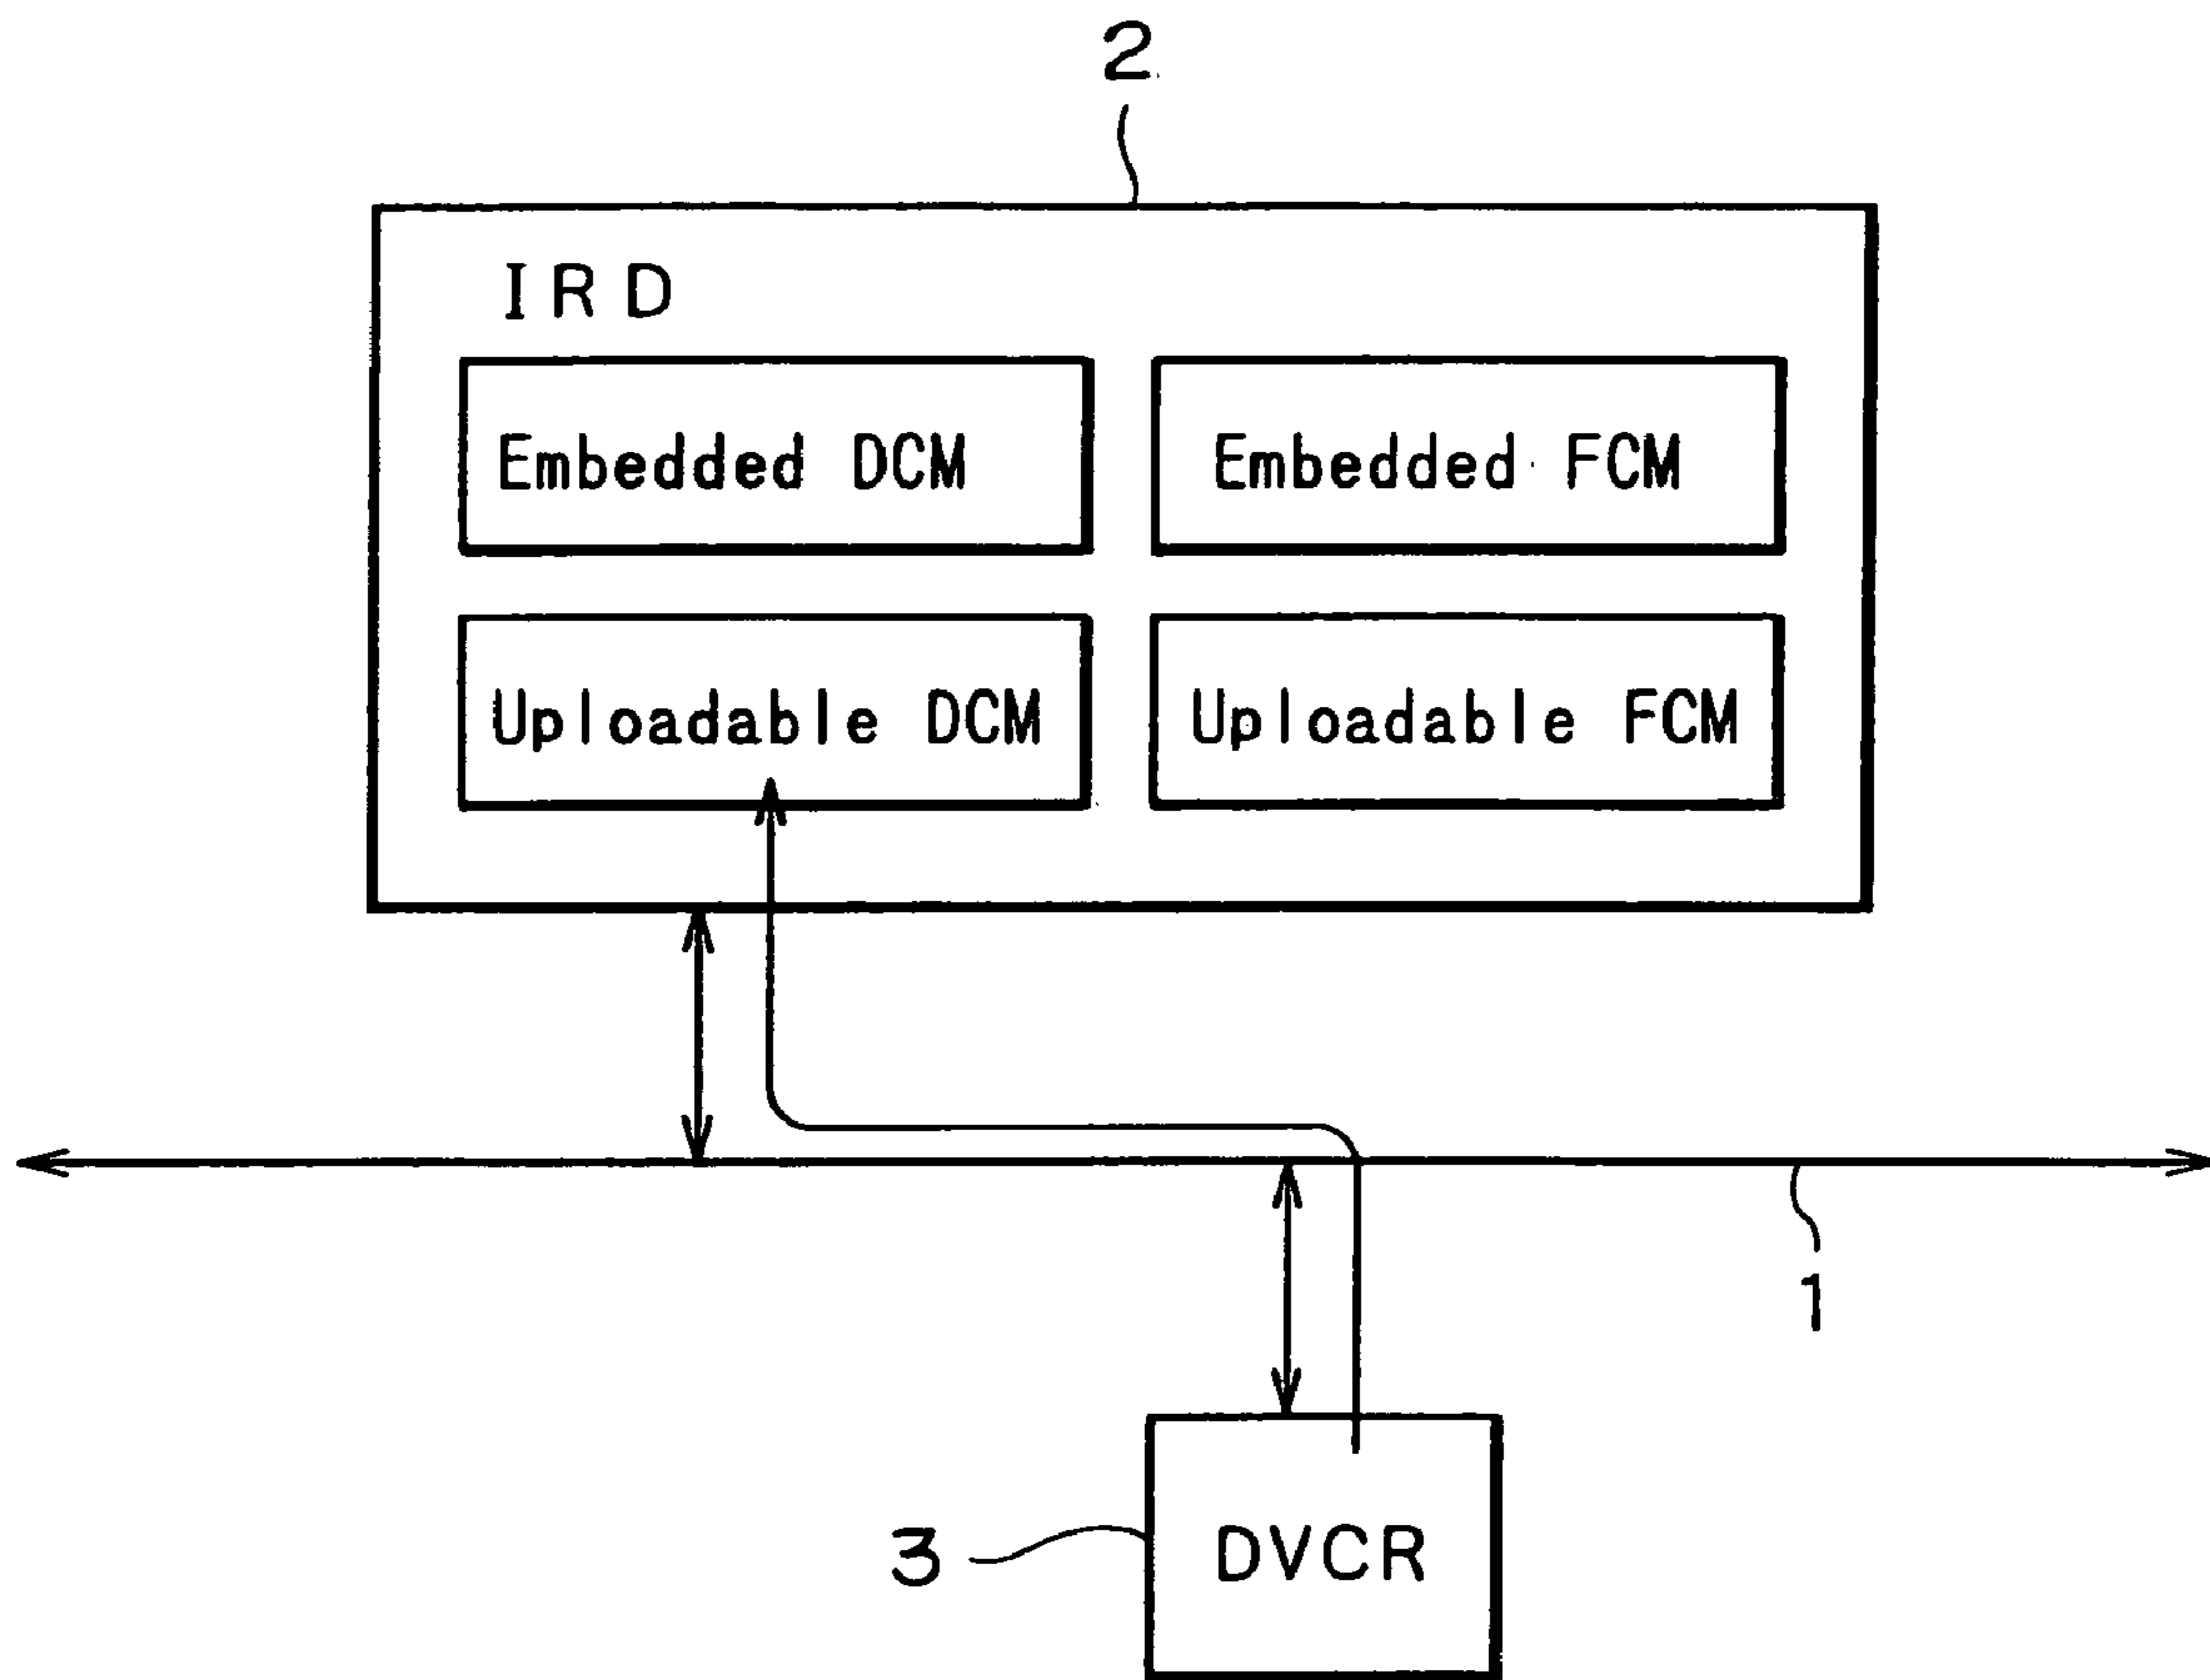 2
IRD
Embedded DCM
Embedded FCM
Uploadable DCM
Uploadable FCM
1
3
DVCR